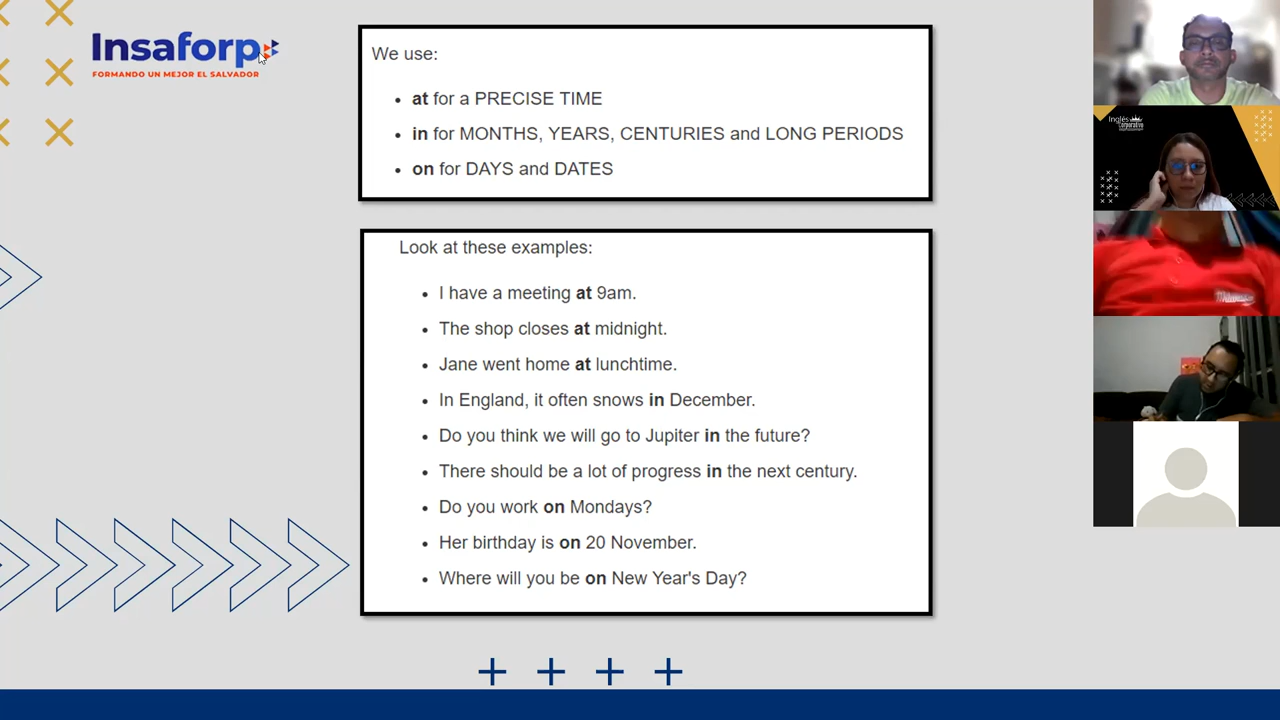 Insaforp
FORMANDO UN MEJOR EL SALVADOR
We use:
at for a PRECISE TIME
in for MONTHS, YEARS, CENTURIES and LONG PERIODS
on for DAYS and DATES
Look at these examples:
I have a meeting at 9am.
The shop closes at midnight.
Jane went home at lunchtime.
In England, it often snows in December.
Do you think we will go to Jupiter in the future?
There should be a lot of progress in the next century.
Do you work on Mondays?
Her birthday is on 20 November.
Where will you be on New Year's Day?
Inglés
Corporativo